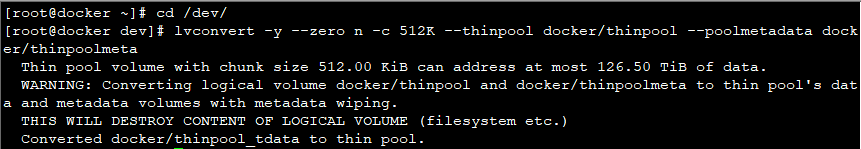 [root@docker ~]# cd /dev/
[root@docker dev]# lvconvert -y --zero n -c 512K --thinpool docker/thinpool --poolmetadata dock
er/thinpoolmeta
  Thin pool volume with chunk size 512.00 KiB can address at most 126.50 TiB of data.
  WARNING: Converting logical volume docker/thinpool and docker/thinpoolmeta to thin pool's dat
a and metadata volumes with metadata wiping.
  THIS WILL DESTROY CONTENT OF LOGICAL VOLUME (filesystem etc.)
  Converted docker/thinpool_tdata to thin pool.